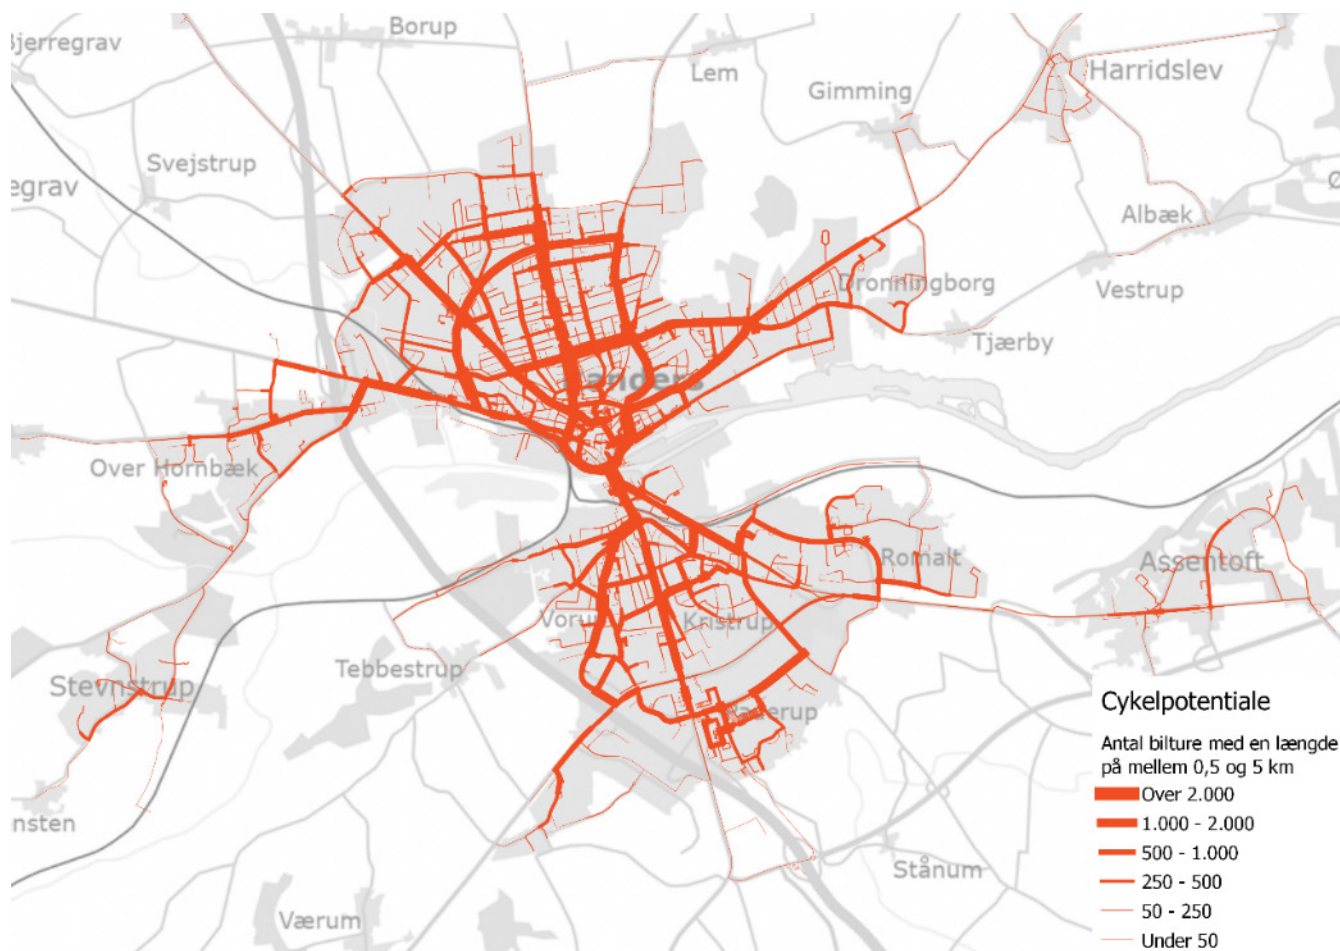 Borup
Bjerregrav
Lem
Harridslev
Gimming
Svejstrup
egrav
Ø
Albæk
Dronningborg
Vestrup
Tjærby
Randers
Over Hornbæk
Romalt
Assentoft
Vorup
Kristrup
Tebbestrup
Stevnstrup
Paderup
nsten
Stånum
Værum
Cykelpotentiale
Antal bilture med en længde
på mellem 0,5 og 5 km
Over 2.000
1.000 - 2.000
500 - 1.000
250 - 500
50 - 250
Under 50